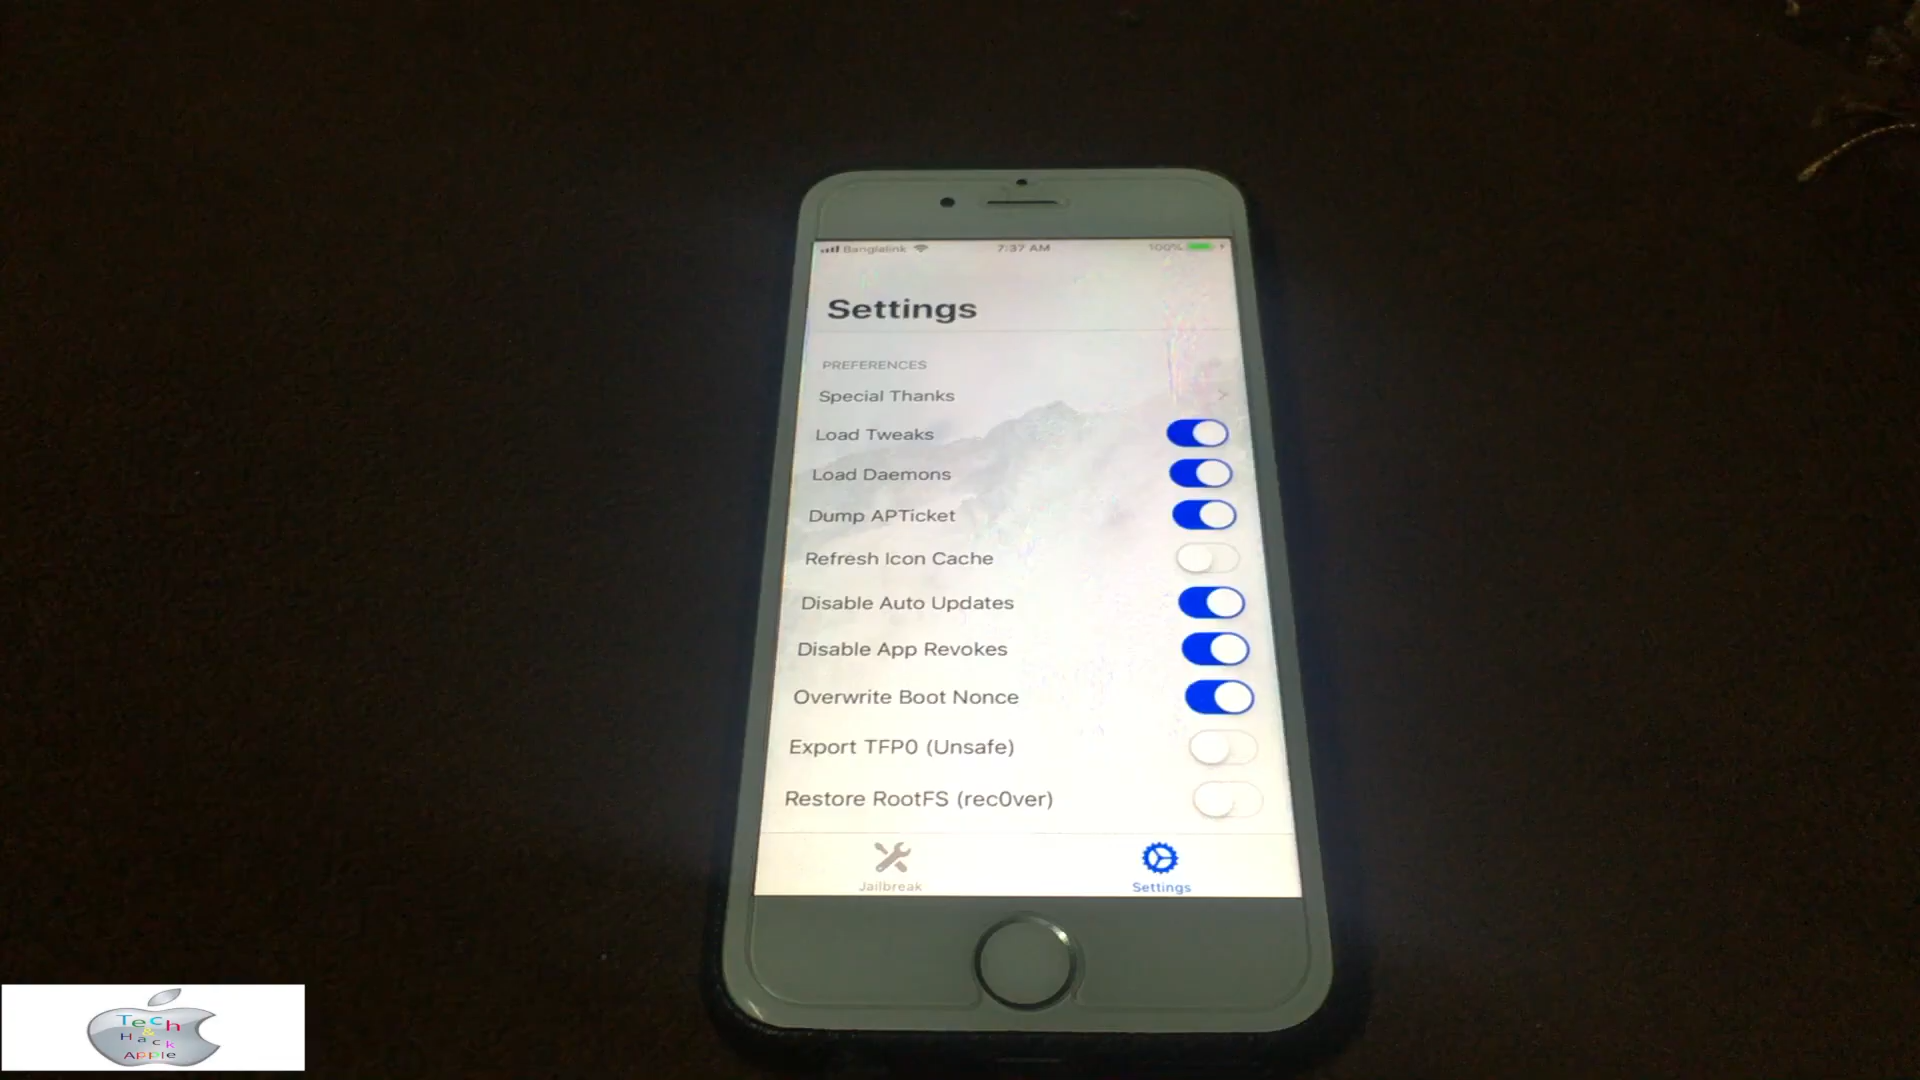 Banglalink 7:37 AM 100%
Settings
PREFERENCES
Special Thanks
Load Tweaks
Load Daemons
Dump APTicket
Refresh Icon Cache
Disable Auto Updates
Disable App Revokes
Overwrite Boot Nonce
Export TFP0 (Unsafe)
Restore RootFS (rec0ver)
Jailbreak Settings
Tech
&
Hack
Apple